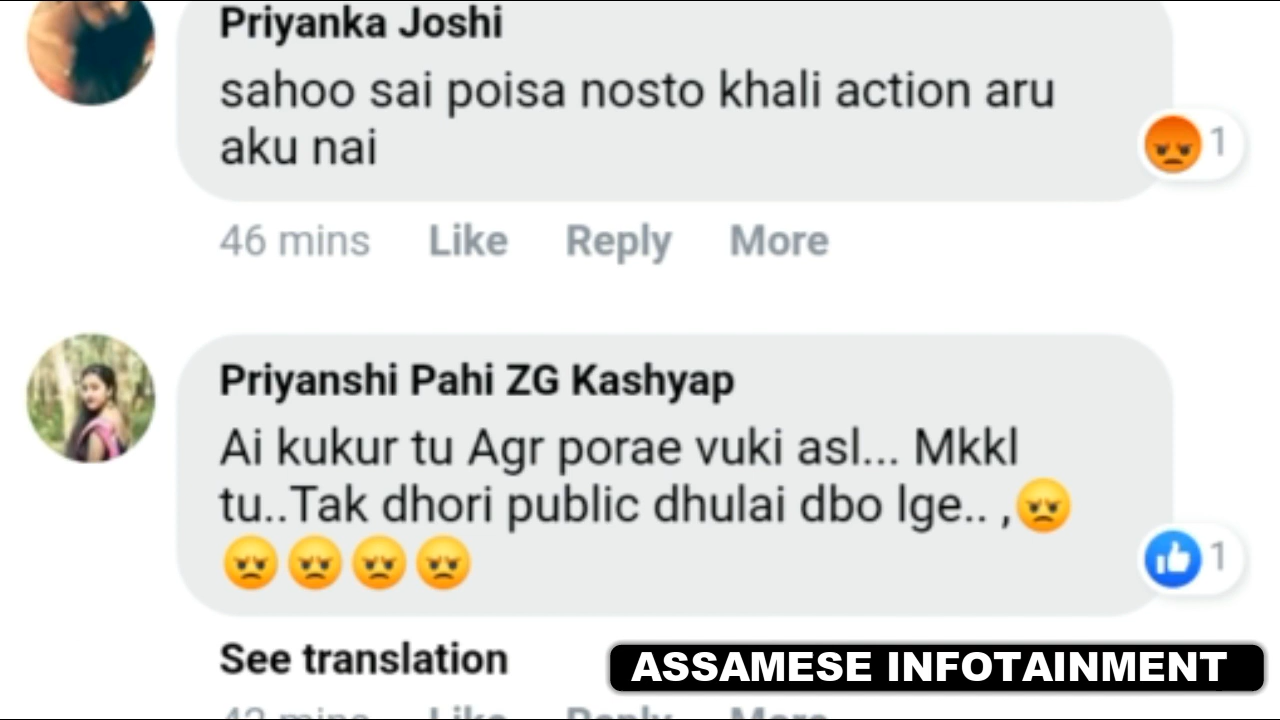 Priyanka Joshi
sahoo sai poisa nosto khali action aru
aku nai
1
46 mins Like Reply More
Priyanshi Pahi ZG Kashyap
Ai kukur tu Agr porae vuki asl... Mkkl
tu..Tak dhori public dhulai dbo lge.. ,😠
😠😠😠😠
1
See translation
ASSAMESE INFOTAINMENT